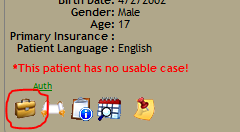 Birth Date: 4/2/2002
Gender: Male
Age: 17
Primary Insurance :
Patient Language : English
*This patient has no usable case!
Auth